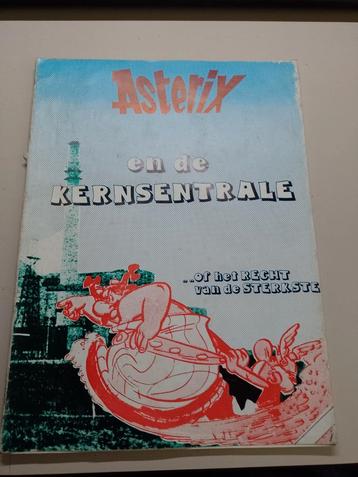 Asterix
en de
KERNSENTRALE
...of het RECHT
van de STERKSTE